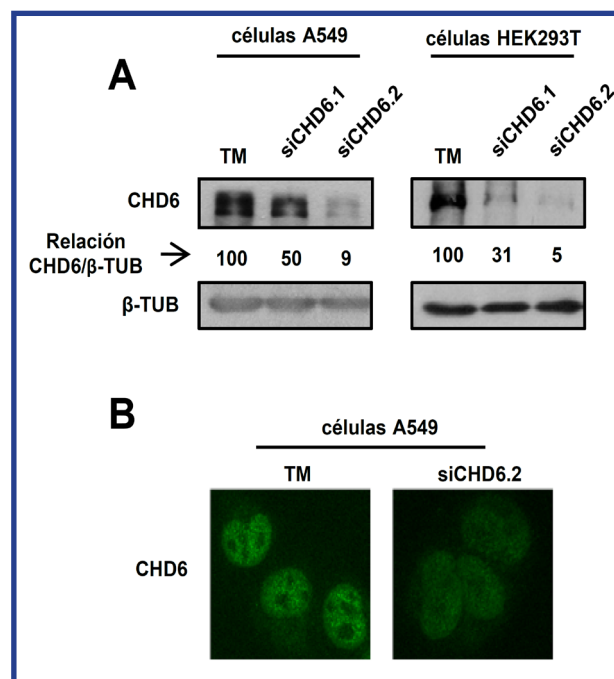 células A549
células HEK293T
A
TM
siCHD6.1
siCHD6.2
TM
siCHD6.1
siCHD6.2
CHD6
Relación
CHD6/β-TUB
100 50 9
100 31 5
β-TUB
B
células A549
TM
siCHD6.2
CHD6